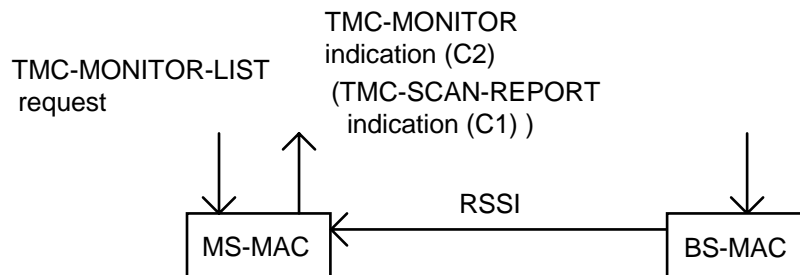 TMC-MONITOR
indication (C2)
TMC-MONITOR-LIST
request
(TMC-SCAN-REPORT
indication (C1) )
RSSI
MS-MAC
BS-MAC